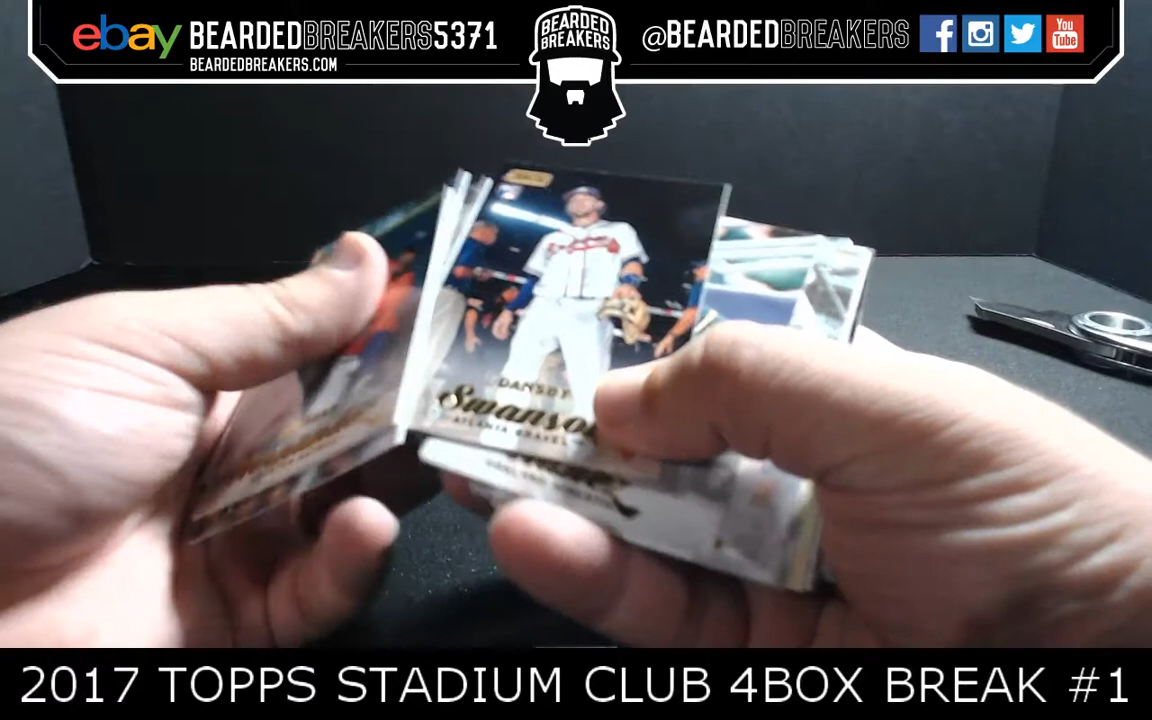 ebay BEARDEDBREAKERS5371
BEARDEDBREAKERS.COM
BEARDED
BREAKERS
@BEARDEDBREAKERS
f
You
Tube
DANSBY
Swanson
ATLANTA BRAVES
2017 TOPPS STADIUM CLUB 4BOX BREAK #1